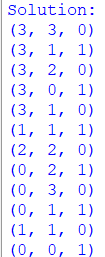 Solution:
(3, 3, 0)
(3, 1, 1)
(3, 2, 0)
(3, 0, 1)
(3, 1, 0)
(1, 1, 1)
(2, 2, 0)
(0, 2, 1)
(0, 3, 0)
(0, 1, 1)
(1, 1, 0)
(0, 0, 1)